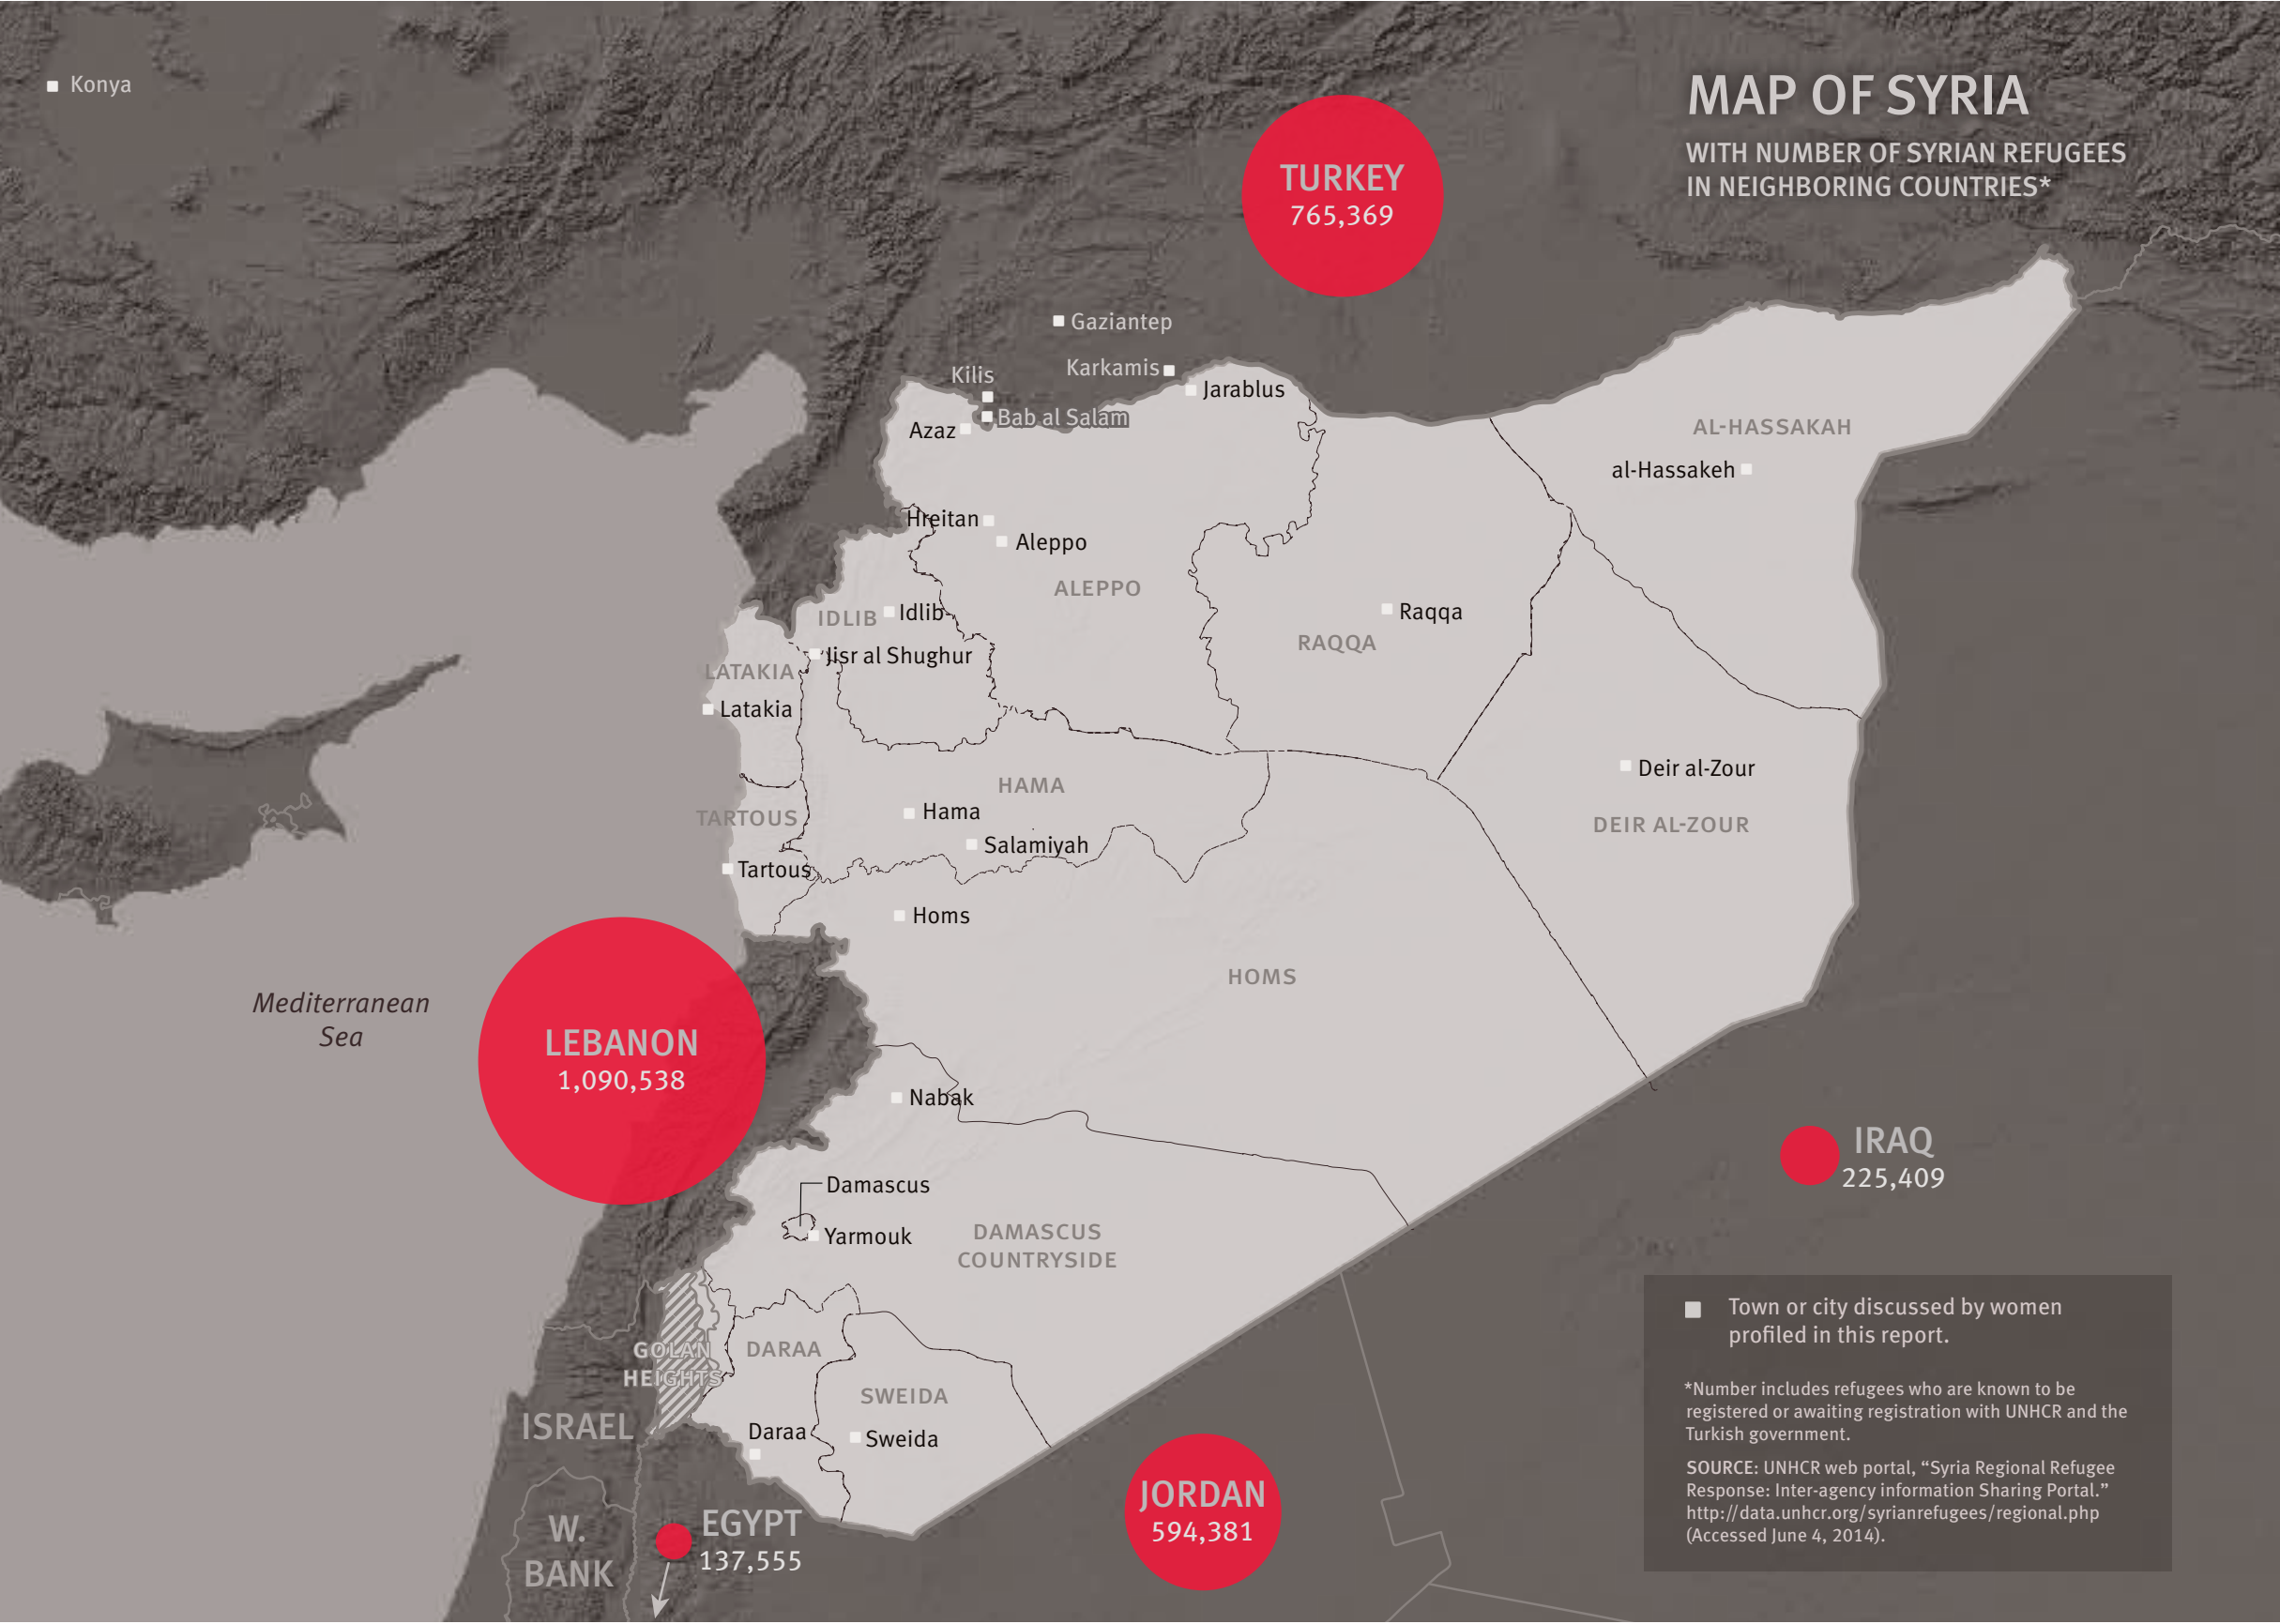 Konya
MAP OF SYRIA
WITH NUMBER OF SYRIAN REFUGEES
IN NEIGHBORING COUNTRIES*
TURKEY
765,369
Gaziantep
Karkamis
Kilis
Jarablus
Bab al Salam
Azaz
AL-HASSAKAH
al-Hassakeh
Hreitan
Aleppo
ALEPPO
IDLIB
Idlib
Raqqa
RAQQA
Jisr al Shughur
LATAKIA
Latakia
Deir al-Zour
DEIR AL-ZOUR
HAMA
Hama
TARTOUS
Salamiyah
Tartous
Homs
HOMS
Mediterranean
Sea
LEBANON
1,090,538
Nabak
IRAQ
225,409
Damascus
Yarmouk
DAMASCUS
COUNTRYSIDE
GOLAN
HEIGHTS
DARAA
SWEIDA
ISRAEL
Daraa
Sweida
JORDAN
594,381
EGYPT
137,555
W.
BANK
Town or city discussed by women
profiled in this report.
*Number includes refugees who are known to be
registered or awaiting registration with UNHCR and the
Turkish government.
SOURCE: UNHCR web portal, “Syria Regional Refugee
Response: Inter-agency information Sharing Portal.”
http://data.unhcr.org/syrianrefugees/regional.php
(Accessed June 4, 2014).